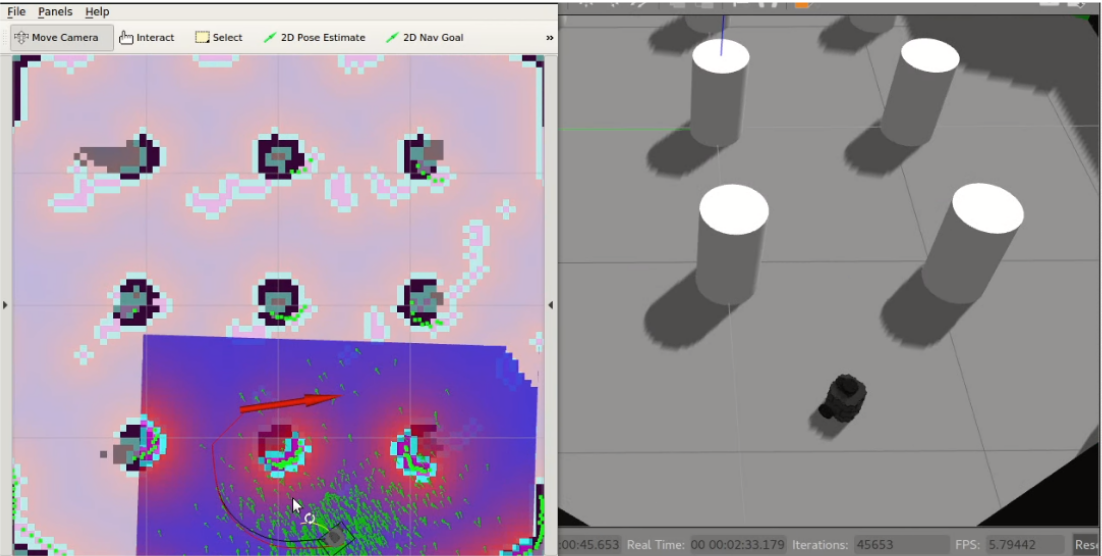 File Panels Help
Move Camera Interact Select 2D Pose Estimate 2D Nav Goal »
:00:45.653 Real Time: 00 00:02:33.179 Iterations: 45653 FPS: 5.79442